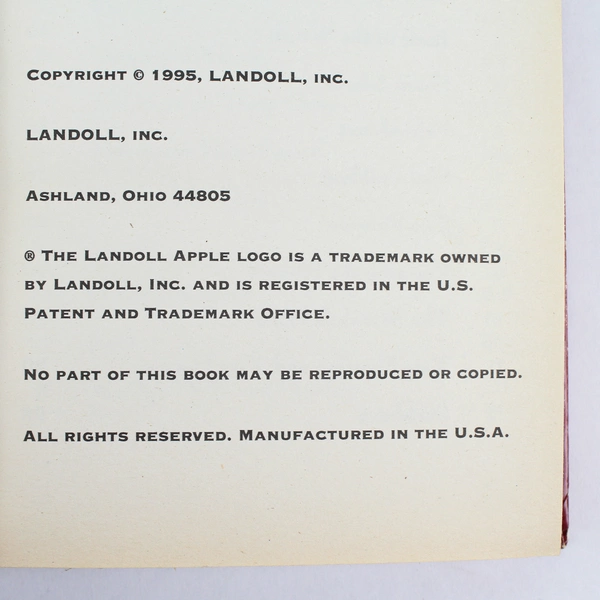 Copyright © 1995, LANDOLL, inc.
LANDOLL, inc.
Ashland, Ohio 44805
® The Landoll Apple logo is a trademark owned
by Landoll, Inc. and is registered in the U.S.
Patent and Trademark Office.
No part of this book may be reproduced or copied.
All rights reserved. Manufactured in the U.S.A.